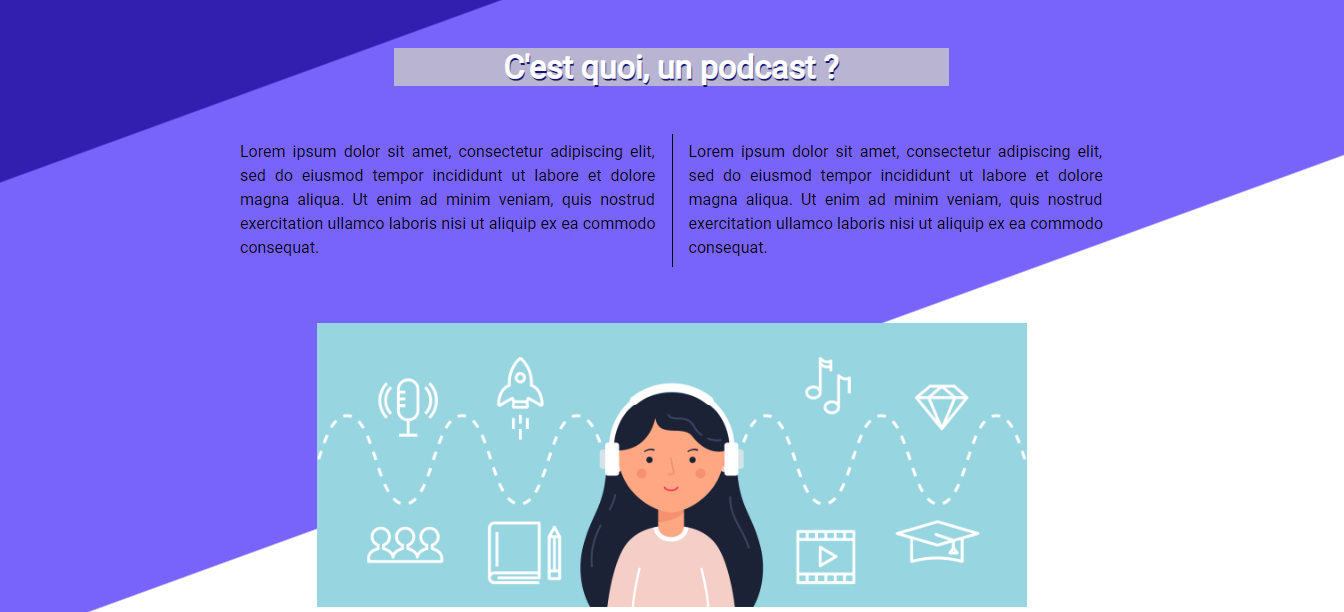 C'est quoi, un podcast ?
Lorem ipsum dolor sit amet, consectetur adipiscing elit,
sed do eiusmod tempor incididunt ut labore et dolore
magna aliqua. Ut enim ad minim veniam, quis nostrud
exercitation ullamco laboris nisi ut aliquip ex ea commodo
consequat.
Lorem ipsum dolor sit amet, consectetur adipiscing elit,
sed do eiusmod tempor incididunt ut labore et dolore
magna aliqua. Ut enim ad minim veniam, quis nostrud
exercitation ullamco laboris nisi ut aliquip ex ea commodo
consequat.